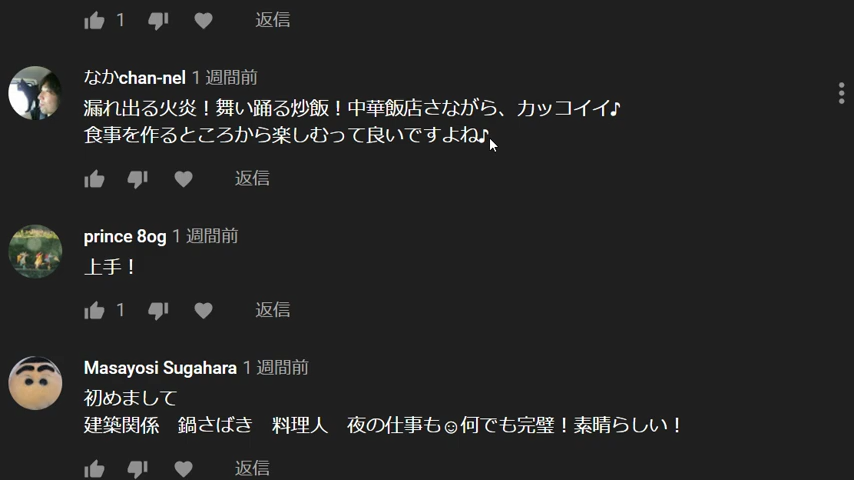 1 返信
なかchan-nel 1 週間前
漏れ出る火炎！舞い踊る炒飯！中華飯店さながら、カッコイイ♪
食事を作るところから楽しむって良いですよね♪
返信
prince 8og 1 週間前
上手！
1 返信
Masayosi Sugahara 1 週間前
初めまして
建築関係　鍋さばき　料理人　夜の仕事も☺何でも完璧！素晴らしい！
返信